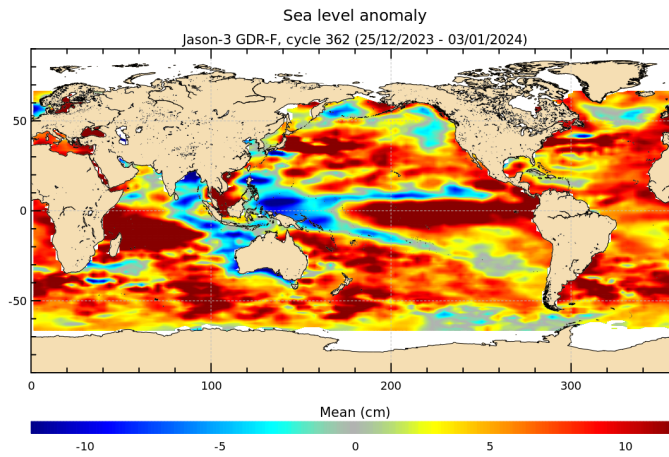 Sea level anomaly
Jason-3 GDR-F, cycle 362 (25/12/2023 - 03/01/2024)
50
0
-50
0 100 200 300
Mean (cm)
-10 -5 0 5 10